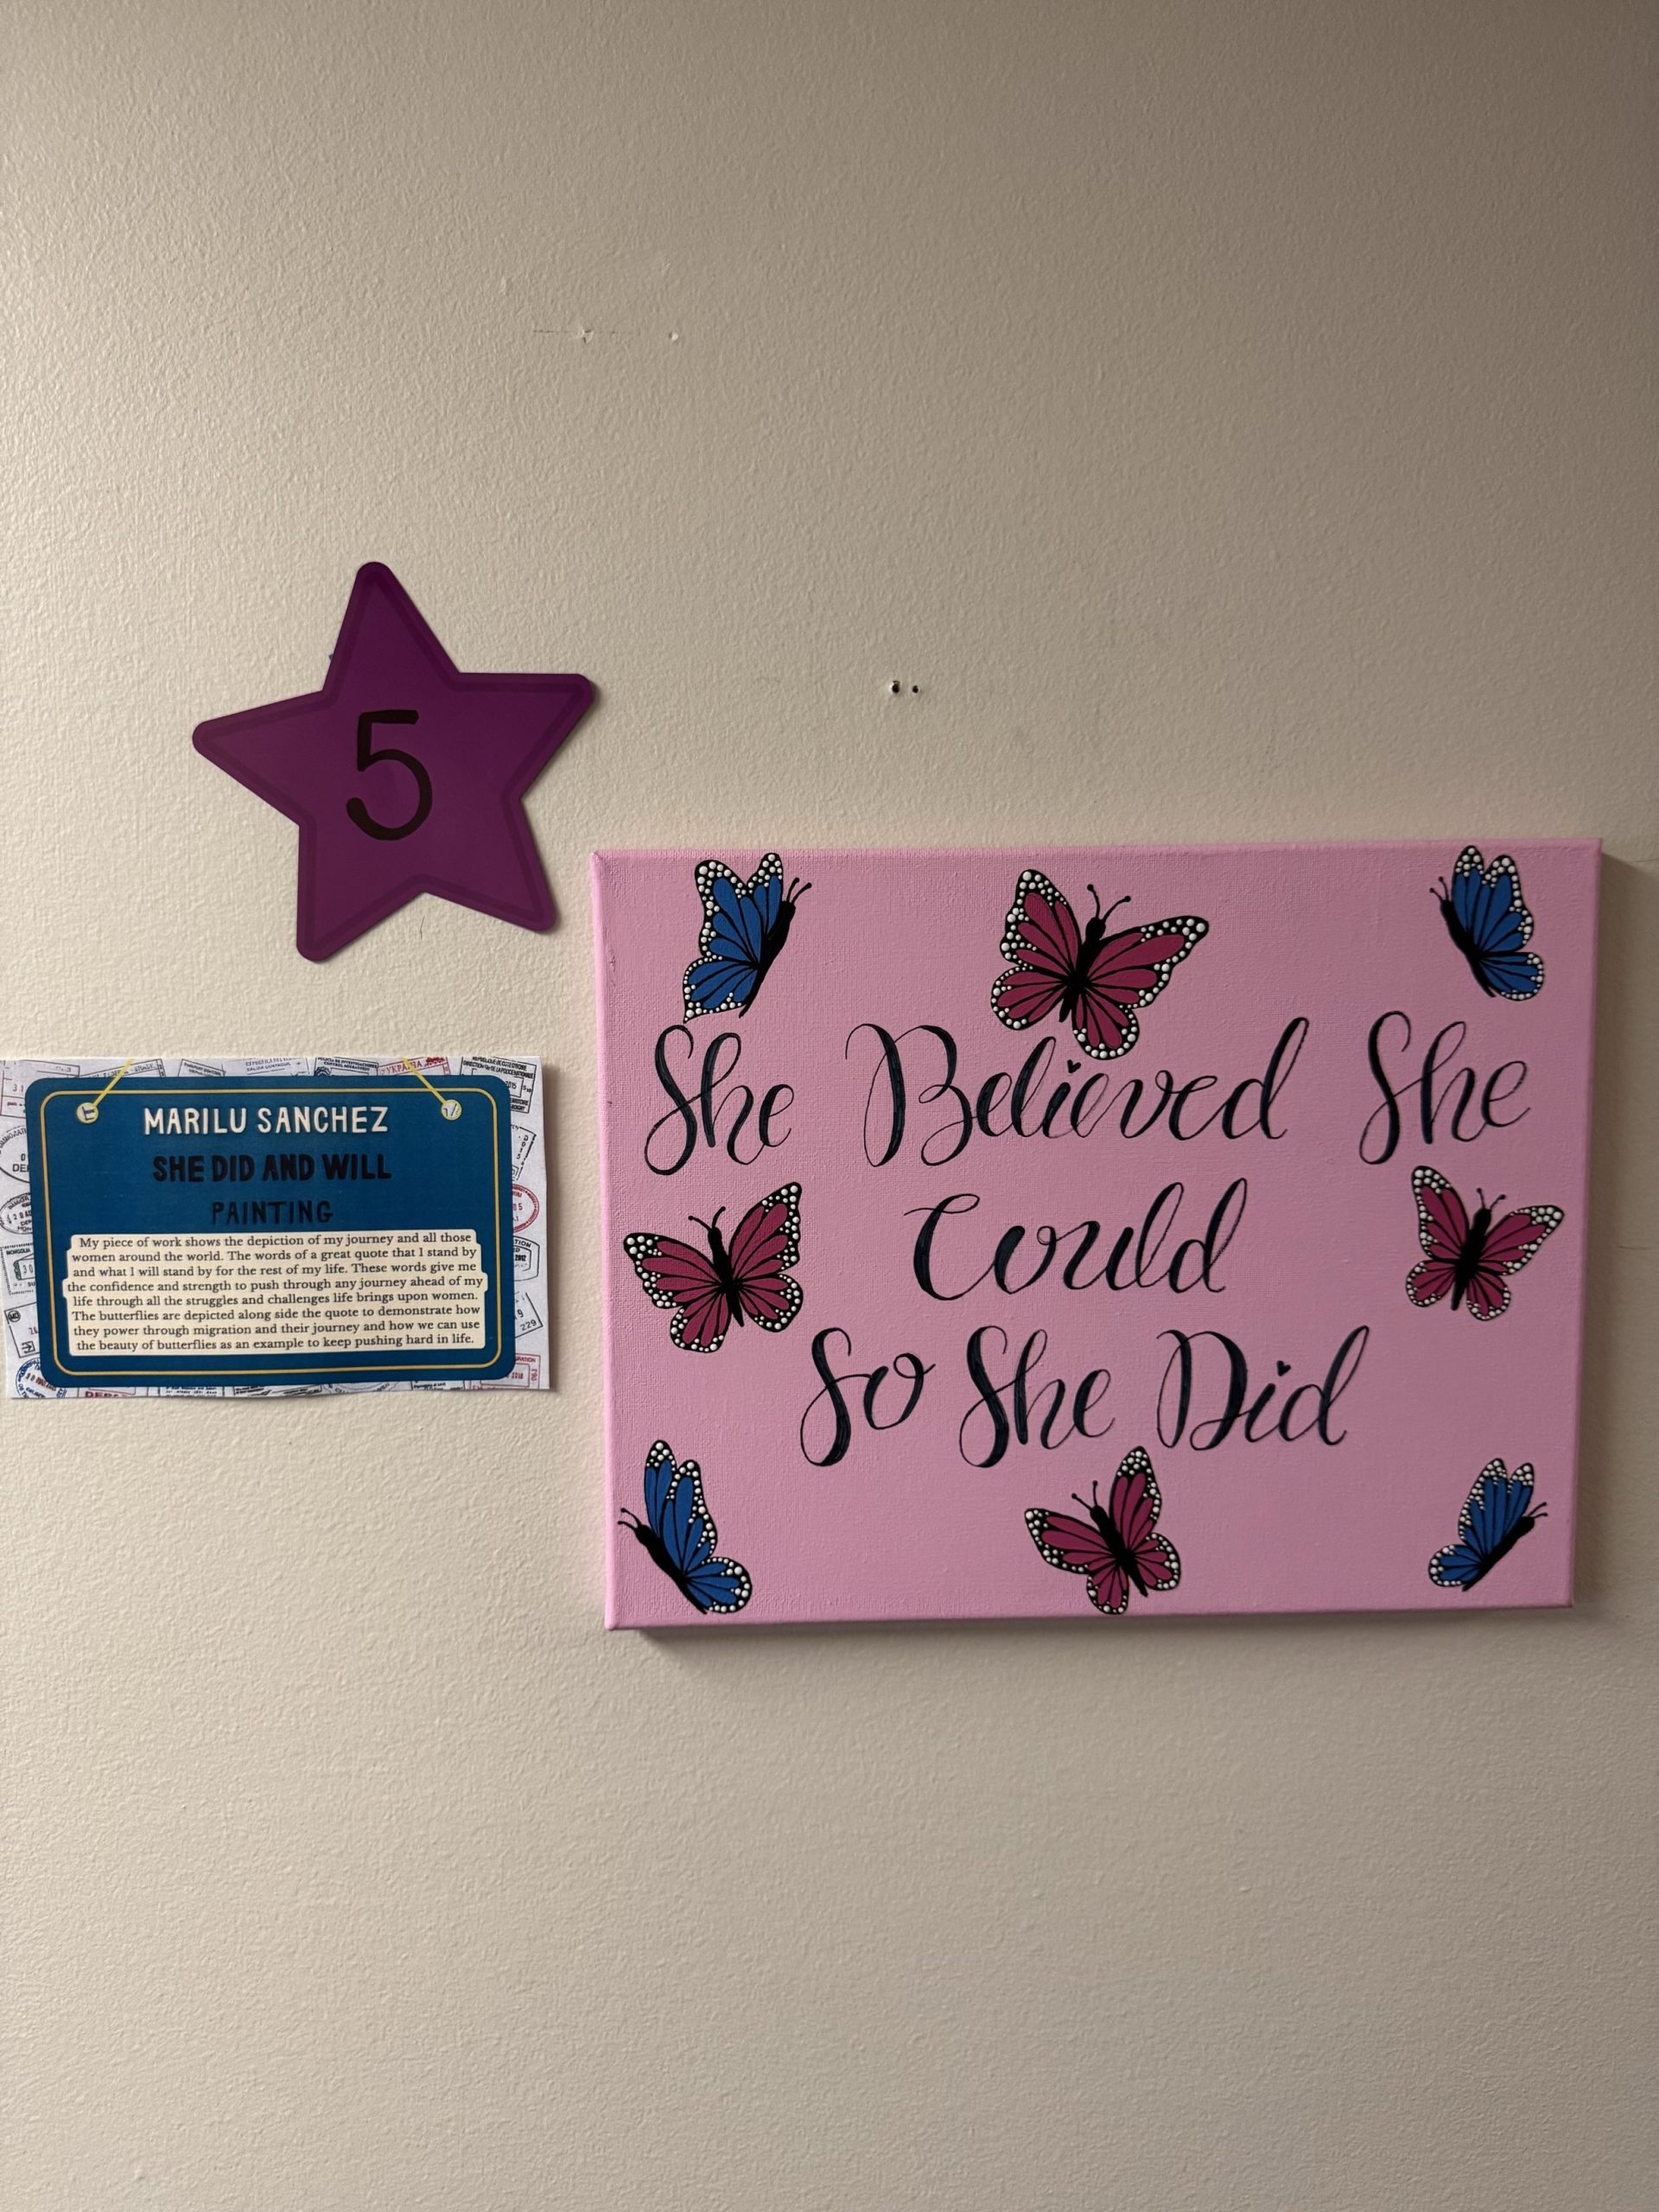 5
MARILU SANCHEZ
SHE DID AND WILL
PAINTING
My piece of work shows the depiction of my journey and all those
women around the world. The words of a great quote that I stand by
and what I will stand by for the rest of my life. These words give me
the confidence and strength to push through any journey ahead of my
life through all the struggles and challenges life brings upon women.
The butterflies are depicted along side the quote to demonstrate how
they power through migration and their journey and how we can use
the beauty of butterflies as an example to keep pushing hard in life.
She Believed She
Could
So She Did